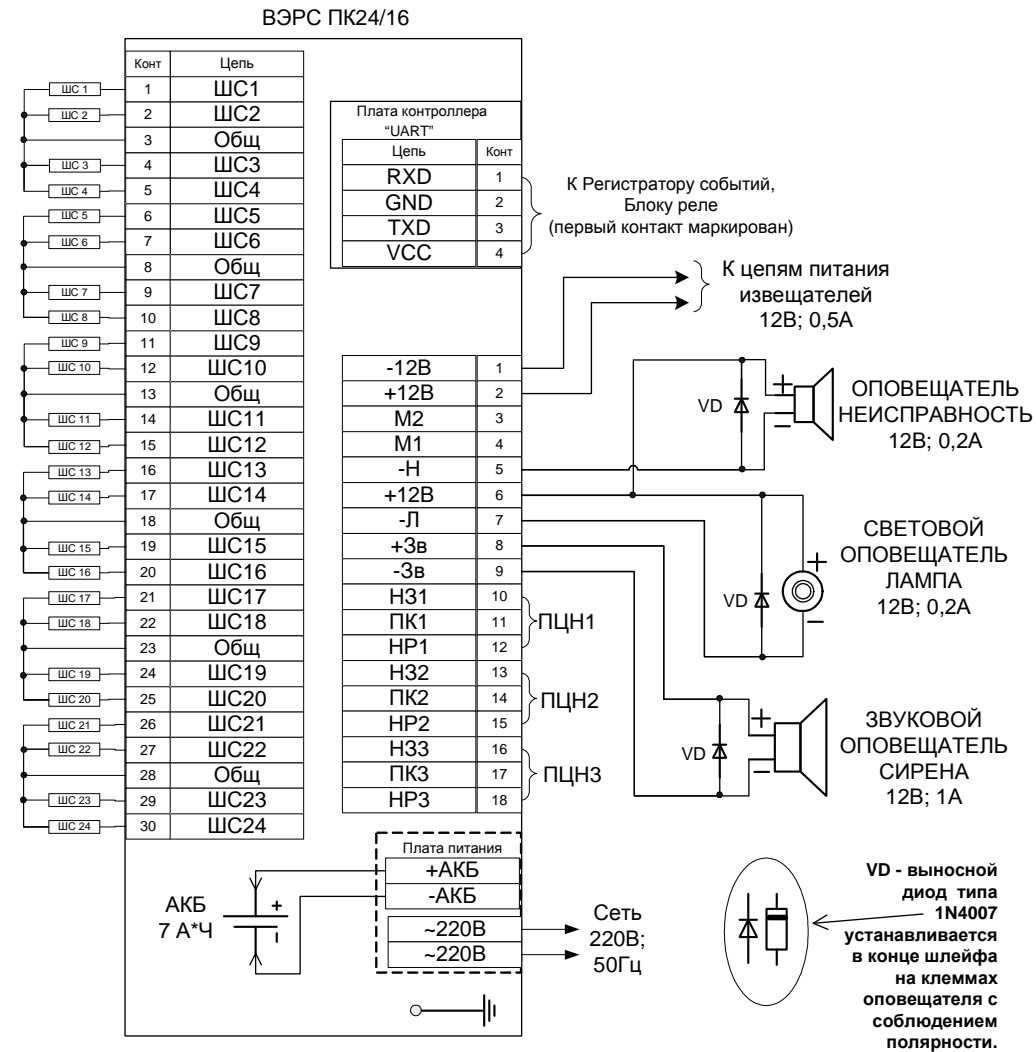 ВЭРС ПК24/16
Конт Цепь
ШС 1 1 ШС1
ШС 2 2 ШС2
3 Общ
ШС 3 4 ШС3
ШС 4 5 ШС4
ШС 5 6 ШС5
ШС 6 7 ШС6
8 Общ
ШС 7 9 ШС7
ШС 8 10 ШС8
ШС 9 11 ШС9
ШС 10 12 ШС10
13 Общ
ШС 11 14 ШС11
ШС 12 15 ШС12
ШС 13 16 ШС13
ШС 14 17 ШС14
18 Общ
ШС 15 19 ШС15
ШС 16 20 ШС16
ШС 17 21 ШС17
ШС 18 22 ШС18
23 Общ
ШС 19 24 ШС19
ШС 20 25 ШС20
ШС 21 26 ШС21
ШС 22 27 ШС22
28 Общ
ШС 23 29 ШС23
ШС 24 30 ШС24
Плата контроллера
“UART”
Цепь Конт
RXD 1
GND 2
TXD 3
VCC 4
К Регистратору событий,
Блоку реле
(первый контакт маркирован)
К цепям питания
извещателей
12В; 0,5А
-12В 1
+12В 2
М2 3
М1 4
-Н 5
+12В 6
-Л 7
+Зв 8
-Зв 9
НЗ1 10
ПК1 11
НР1 12
НЗ2 13
ПК2 14
НР2 15
НЗ3 16
ПК3 17
НР3 18
ПЦН1
ПЦН2
ПЦН3
VD
+
−
ОПОВЕЩАТЕЛЬ
НЕИСПРАВНОСТЬ
12В; 0,2А
VD
+
−
СВЕТОВОЙ
ОПОВЕЩАТЕЛЬ
ЛАМПА
12В; 0,2А
VD
+
−
ЗВУКОВОЙ
ОПОВЕЩАТЕЛЬ
СИРЕНА
12В; 1А
Плата питания
+АКБ
-АКБ
~220В
~220В
АКБ
7 А*Ч
+
−
Сеть
220В;
50Гц
VD - выносной
диод типа
1N4007
устанавливается
в конце шлейфа
на клеммах
оповещателя с
соблюдением
полярности.